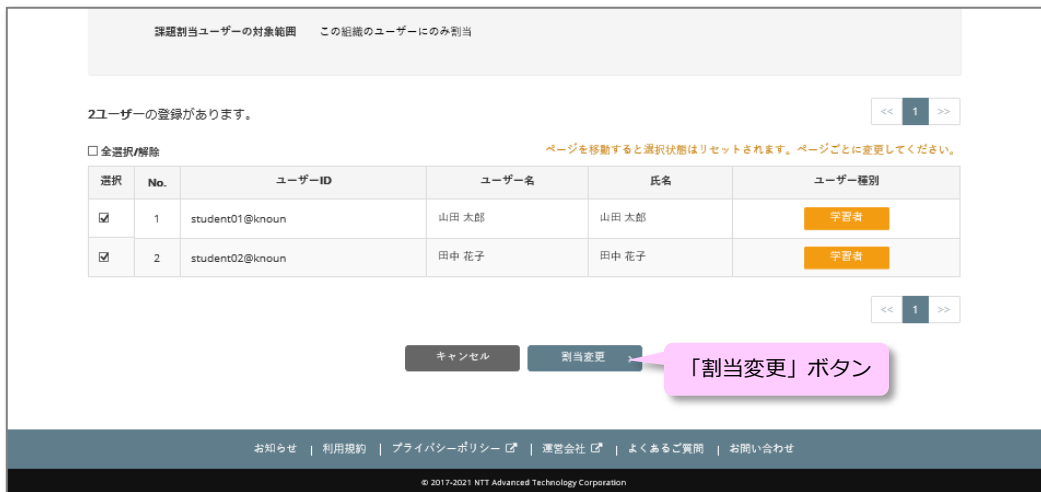 課題割当ユーザーの対象範囲 この組織のユーザーにのみ割当
2ユーザーの登録があります。
<< 1 >>
全選択/解除
ページを移動すると選択状態はリセットされます。ページごとに変更してください。
選択 No. ユーザーID ユーザー名 氏名 ユーザー種別
1 student01@knoun 山田 太郎 山田 太郎 学習者
2 student02@knoun 田中 花子 田中 花子 学習者
<< 1 >>
キャンセル 割当変更 >
「割当変更」ボタン
お知らせ | 利用規約 | プライバシーポリシー | 運営会社 | よくあるご質問 | お問い合わせ
© 2017-2021 NTT Advanced Technology Corporation